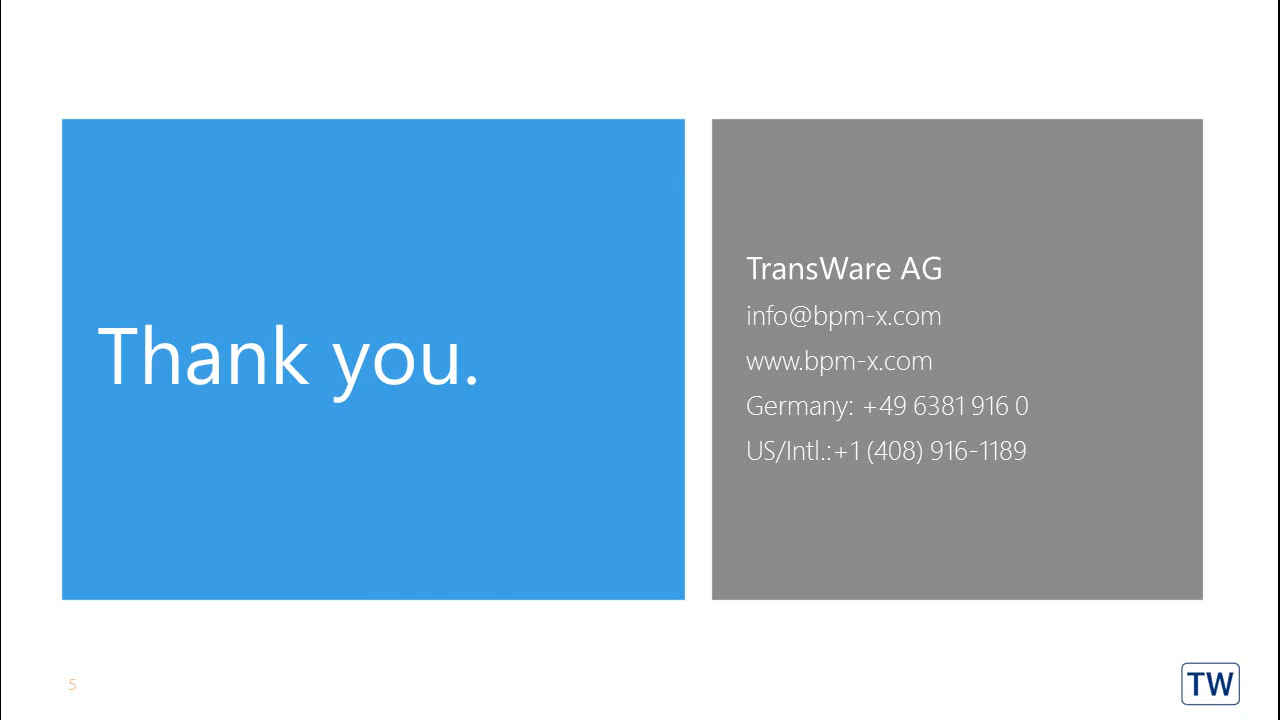 Thank you.
TransWare AG
info@bpm-x.com
www.bpm-x.com
Germany: +49 6381 916 0
US/Intl.:+1 (408) 916-1189
5
TW